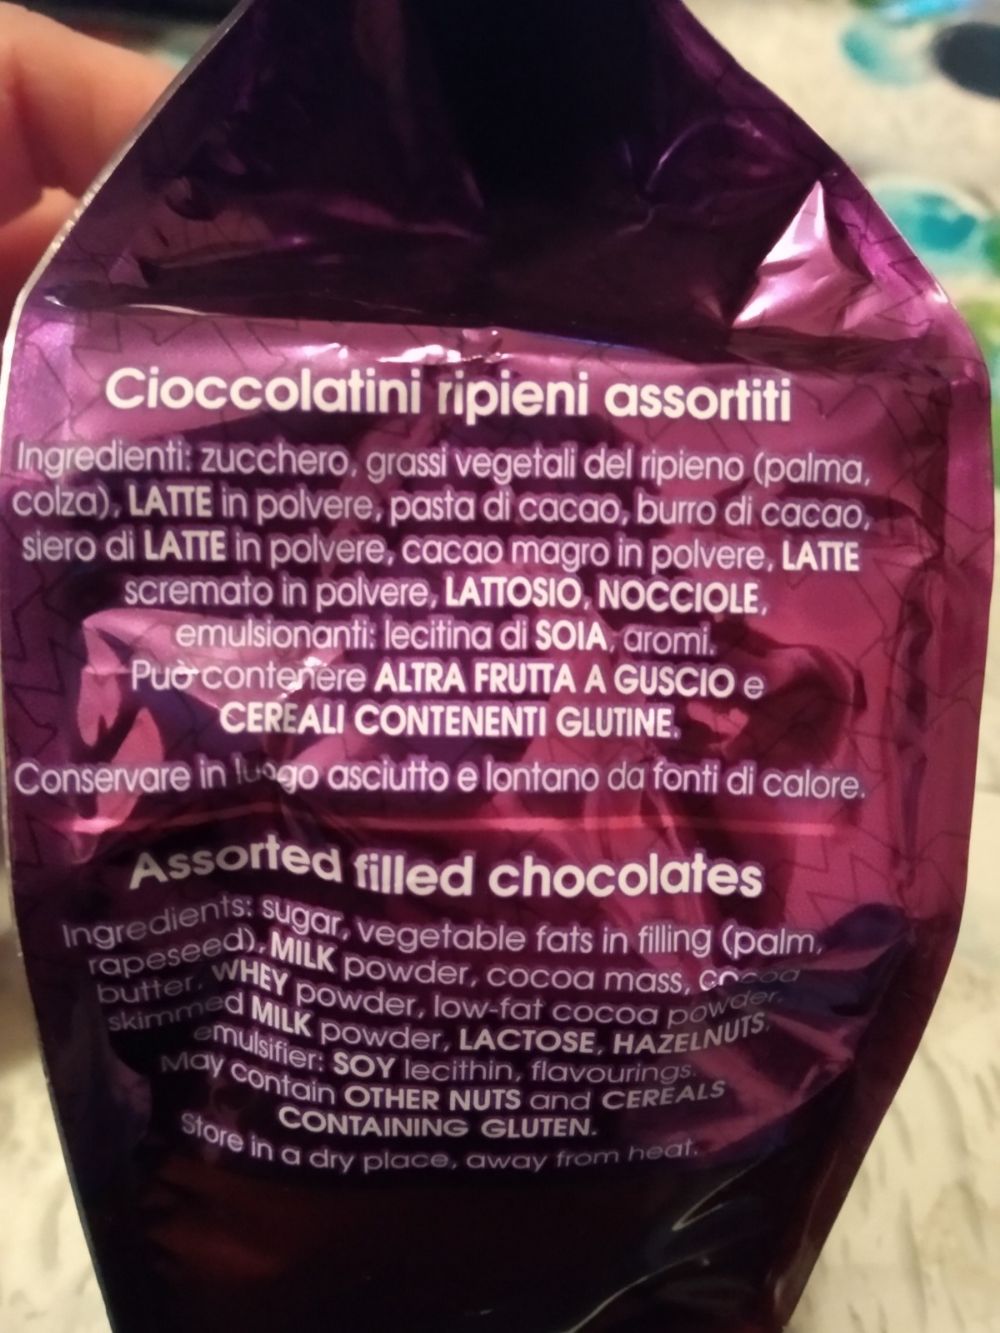 Cioccolatini ripieni assortiti
Ingredienti: zucchero, grassi vegetali del ripieno (palma,
colza), LATTE in polvere, pasta di cacao, burro di cacao,
siero di LATTE in polvere, cacao magro in polvere, LATTE
scremato in polvere, LATTOSIO, NOCCIOLE,
emulsionanti: lecitina di SOIA, aromi.
Può contenere ALTRA FRUTTA A GUSCIO e
CEREALI CONTENENTI GLUTINE.
Conservare in luogo asciutto e lontano da fonti di calore.
Assorted filled chocolates
Ingredients: sugar, vegetable fats in filling (palm,
rapeseed), MILK powder, cocoa mass, cocoa
butter, WHEY powder, low-fat cocoa powder,
skimmed MILK powder, LACTOSE, HAZELNUTS,
emulsifier: SOY lecithin, flavourings.
May contain OTHER NUTS and CEREALS
CONTAINING GLUTEN.
Store in a dry place, away from heat.